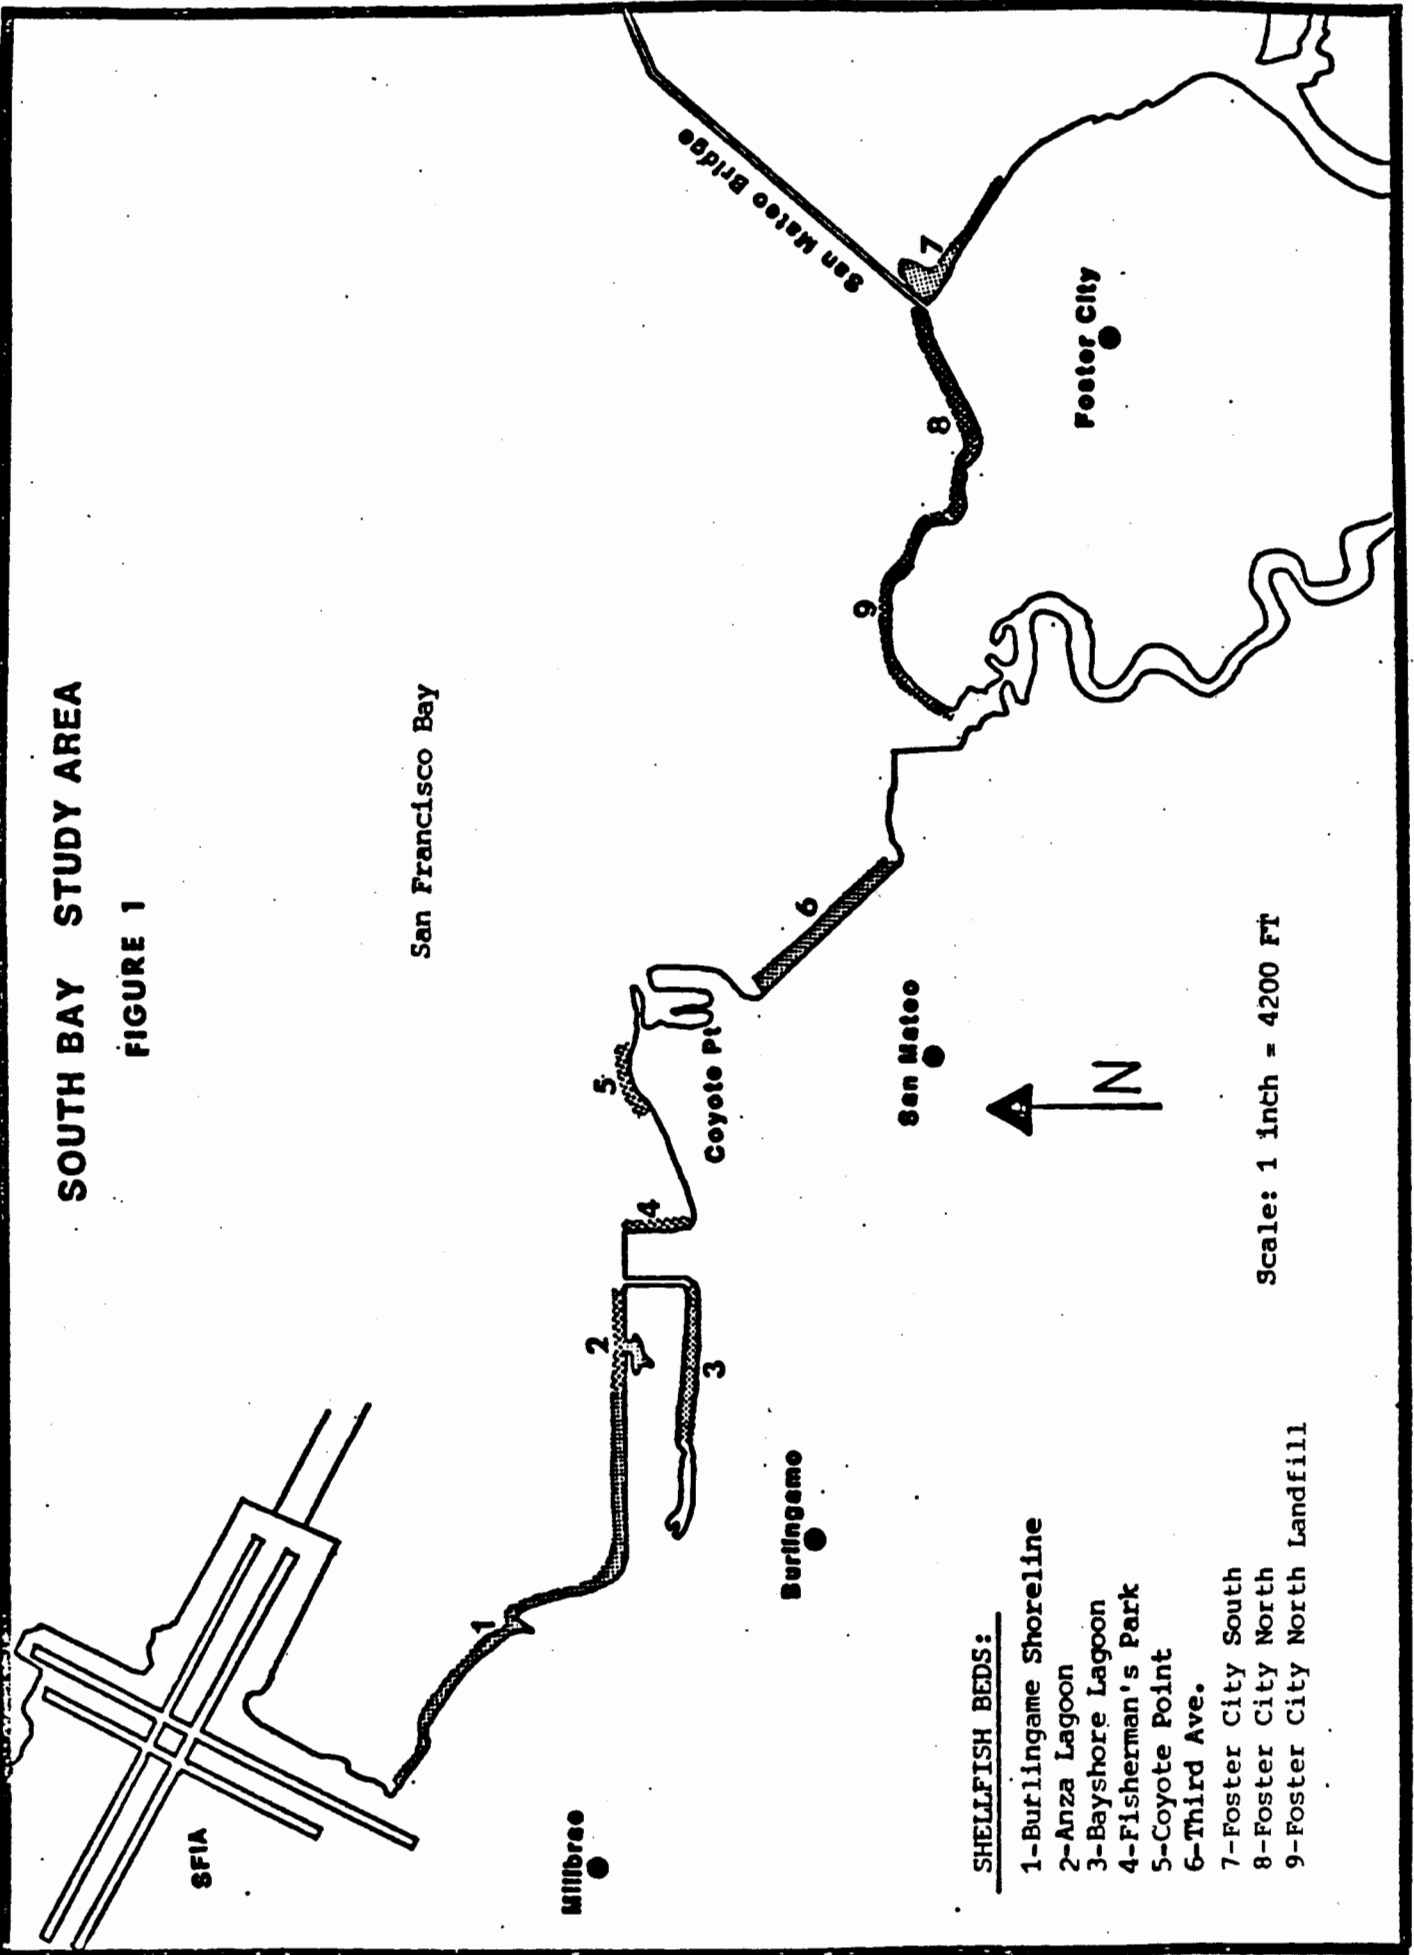 SOUTH BAY STUDY AREA
FIGURE 1
San Francisco Bay
SFIA
Millbrae
Burlingame
San Mateo
Foster City
Coyote Pt
San Mateo Bridge
1
2
3
4
5
6
7
8
9
N
SHELLFISH BEDS:
1-Burlingame Shoreline
2-Anza Lagoon
3-Bayshore Lagoon
4-Fisherman's Park
5-Coyote Point
6-Third Ave.
7-Foster City South
8-Foster City North
9-Foster City North Landfill
Scale: 1 inch = 4200 FT